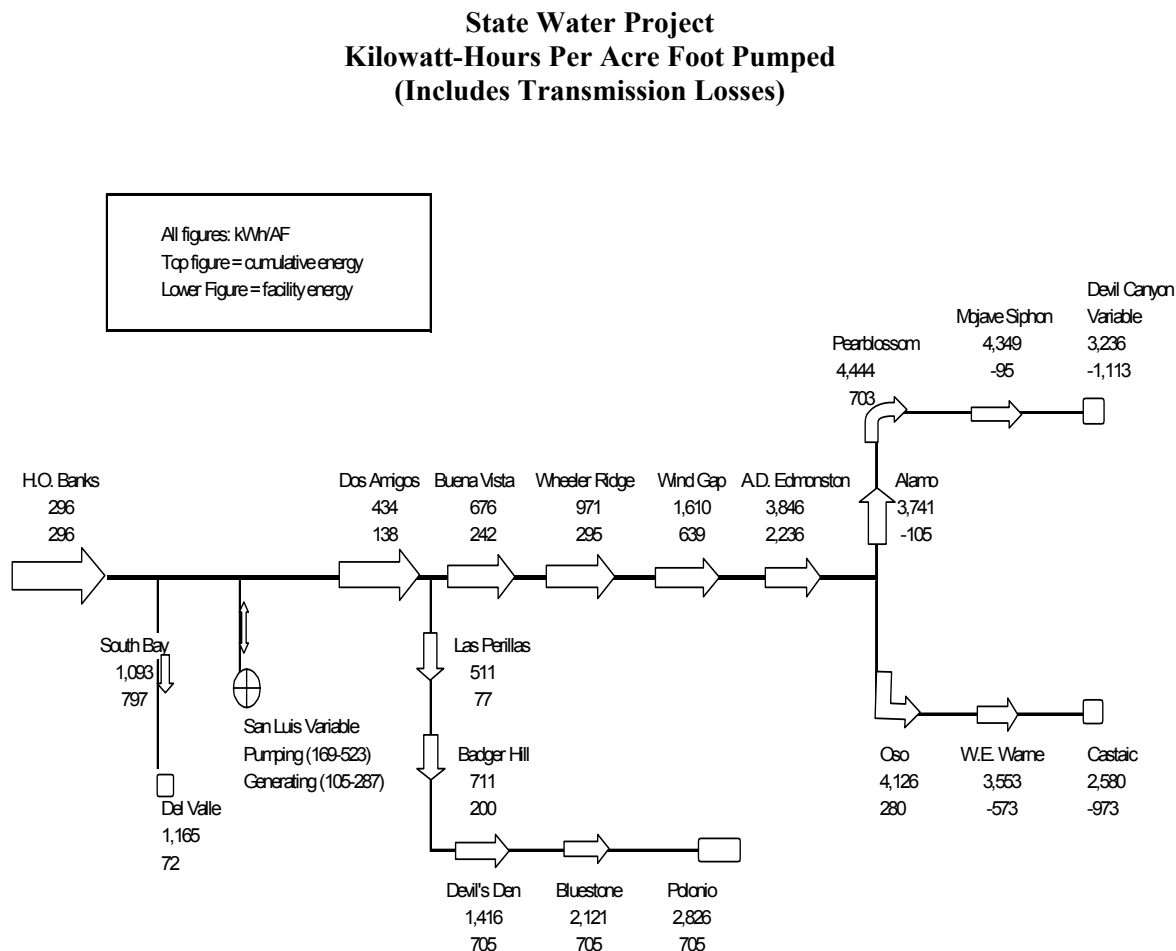 State Water Project
Kilowatt-Hours Per Acre Foot Pumped
(Includes Transmission Losses)
All figures: kWh/AF
Top figure = cumulative energy
Lower Figure = facility energy
Devil Canyon
Variable
3,236
-1,113
Mojave Siphon
4,349
-95
Pearblossom
4,444
703
H.O. Banks
296
296
Dos Amigos
434
138
Buena Vista
676
242
Wheeler Ridge
971
295
Wind Gap
1,610
639
A.D. Edmonston
3,846
2,236
Alamo
3,741
-105
South Bay
1,093
797
San Luis Variable
Pumping (169-523)
Generating (105-287)
Del Valle
1,165
72
Las Perillas
511
77
Badger Hill
711
200
Oso
4,126
280
W.E. Warne
3,553
-573
Castaic
2,580
-973
Devil's Den
1,416
705
Bluestone
2,121
705
Polonio
2,826
705